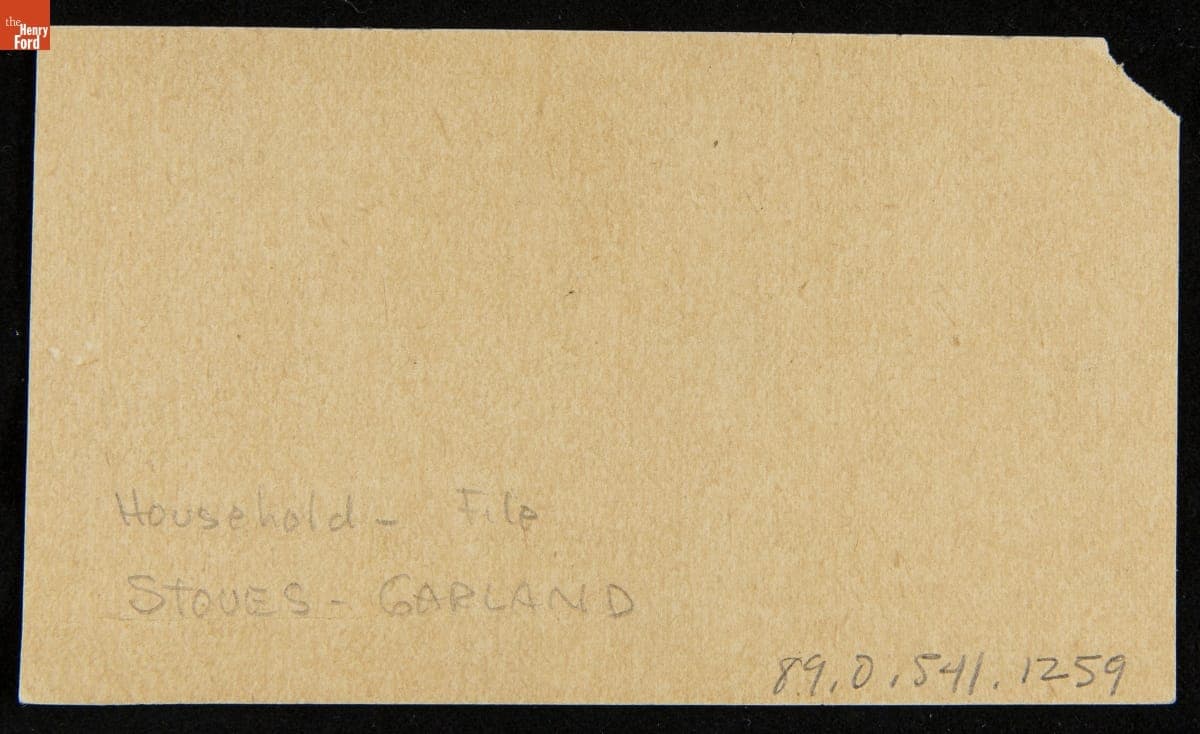 the
Henry
Ford
Household - File
STOVES - GARLAND
89.0.541.1259